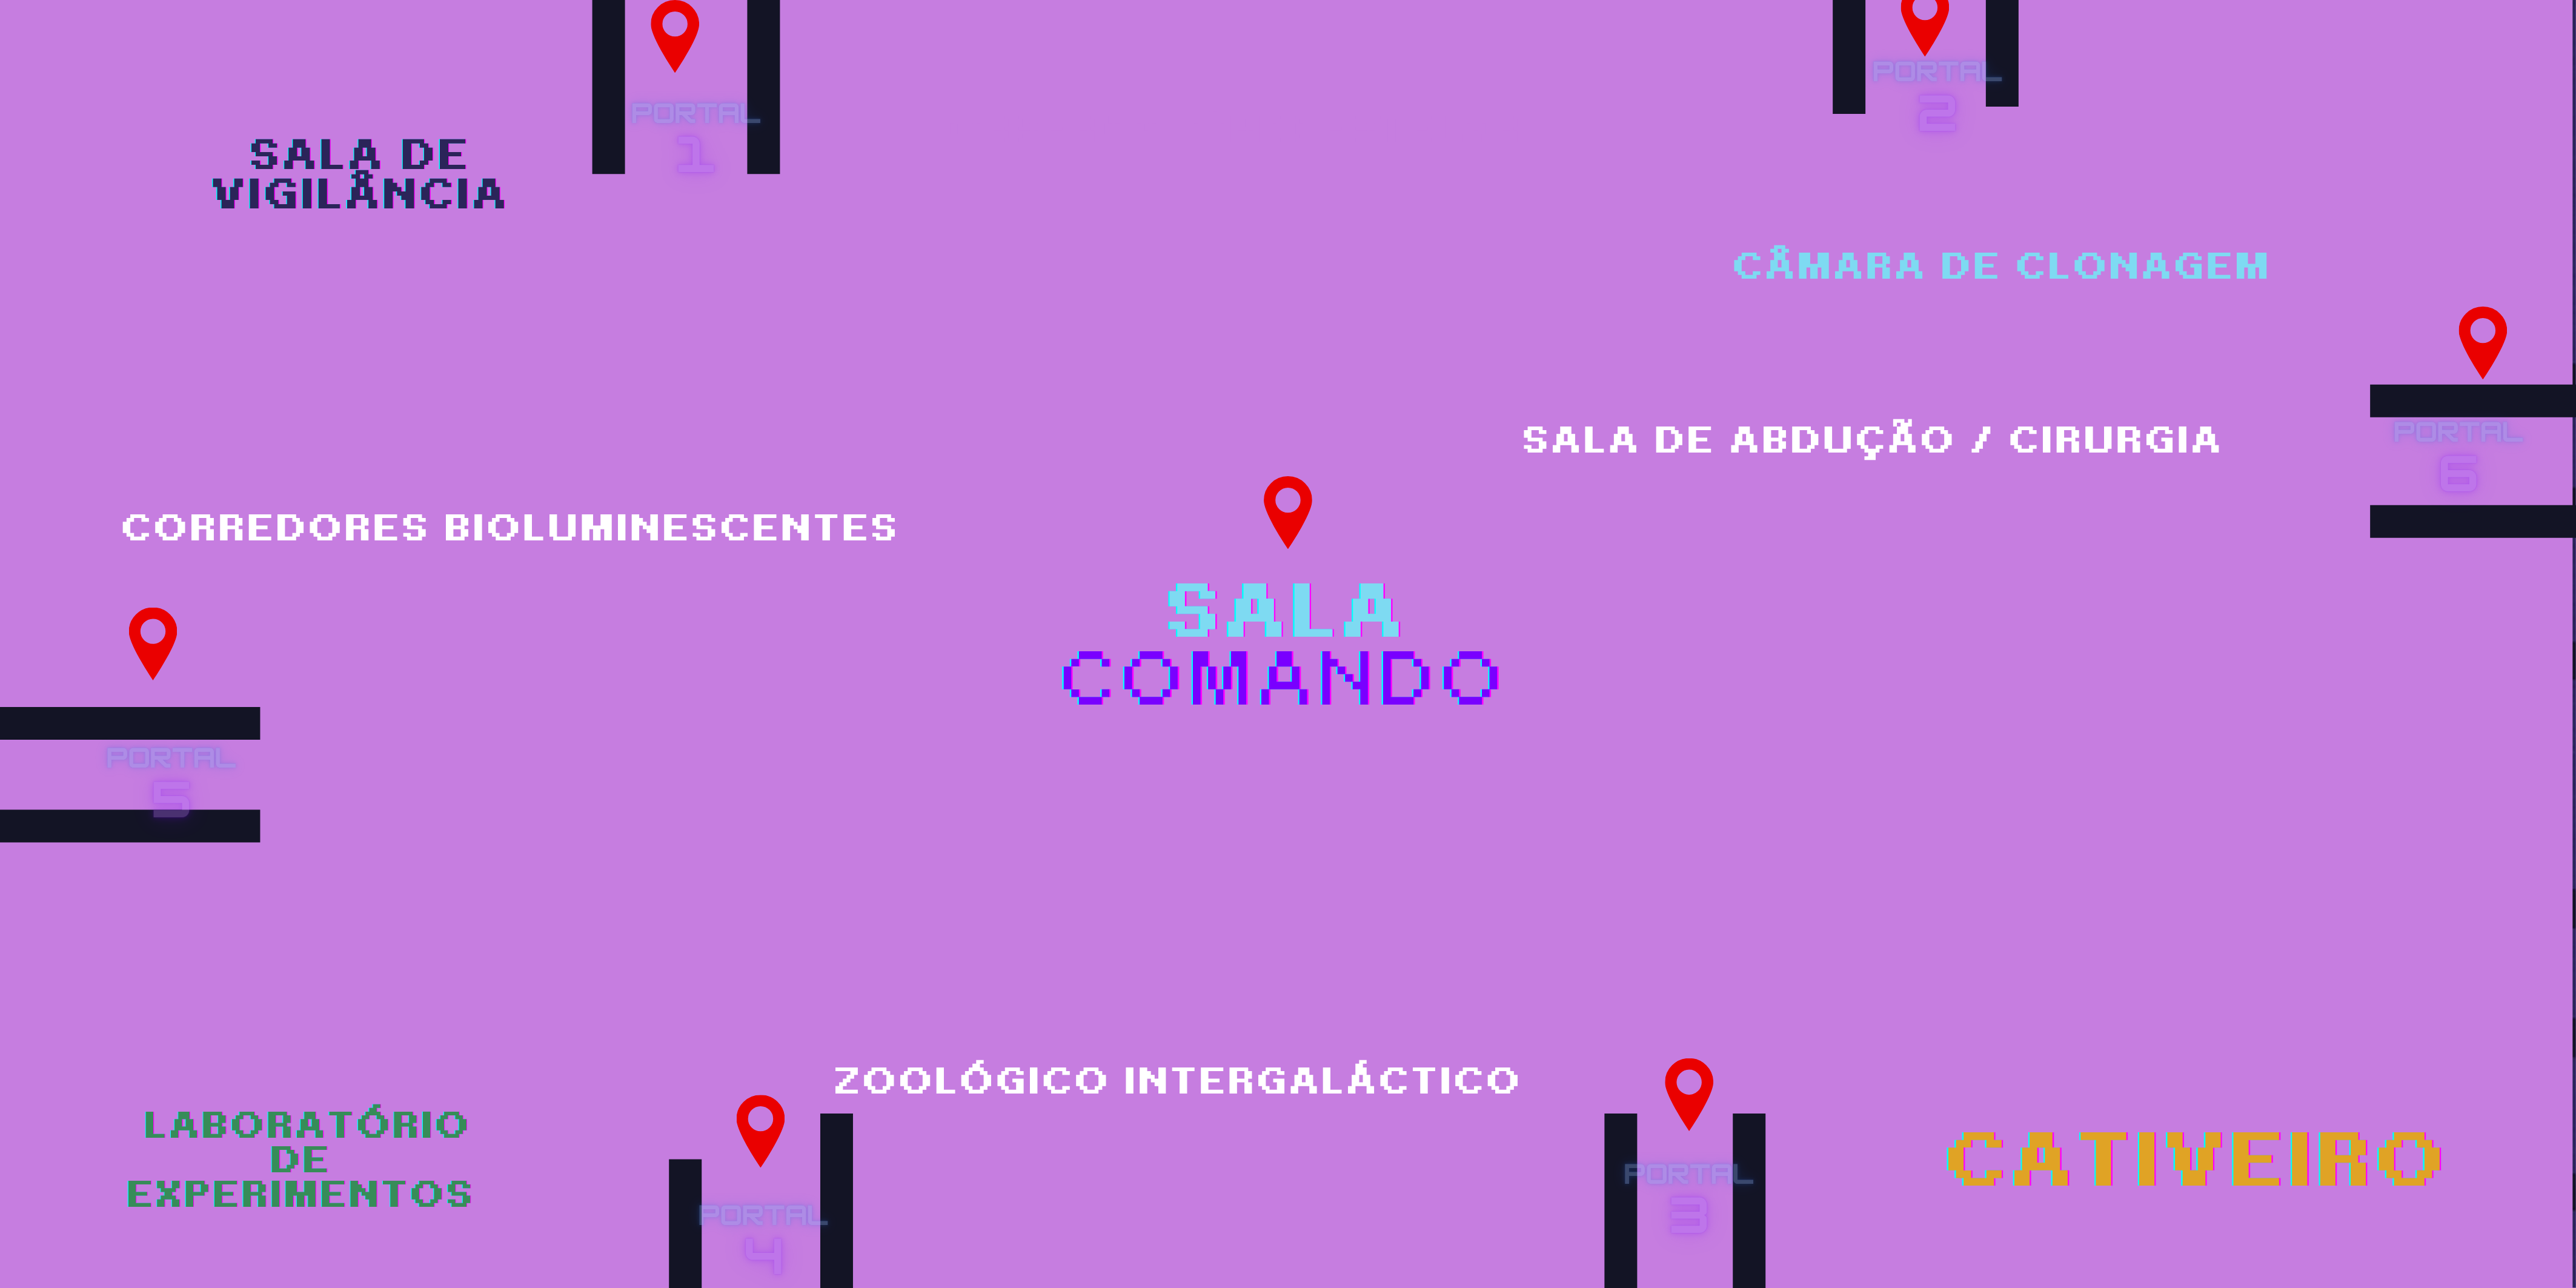 PORTAL
1
PORTAL
2
SALA DE
VIGILÂNCIA
CÂMARA DE CLONAGEM
SALA DE ABDUÇÃO / CIRURGIA
PORTAL
6
CORREDORES BIOLUMINESCENTES
SALA
COMANDO
PORTAL
5
ZOOLÓGICO INTERGALÁCTICO
LABORATÓRIO
DE
EXPERIMENTOS
PORTAL
4
PORTAL
3
CATIVEIRO